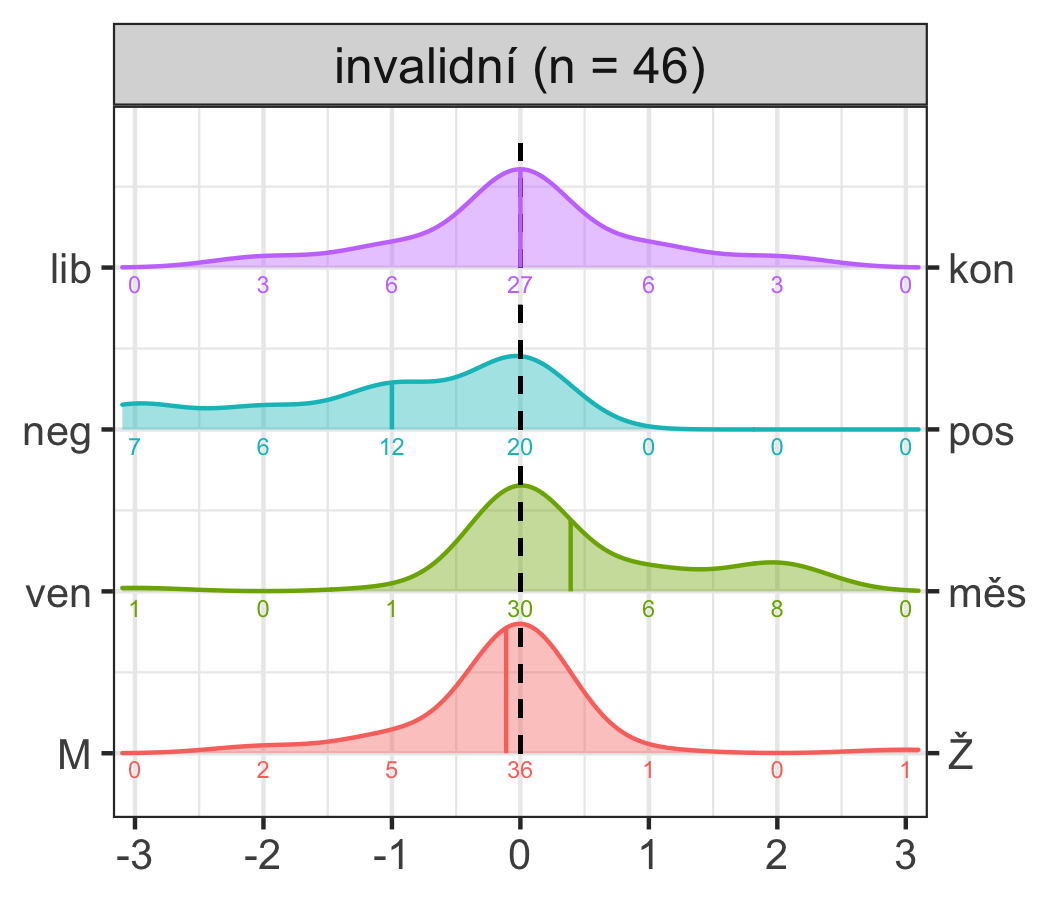 invalidní (n = 46)
lib kon
0 3 6 27 6 3 0
neg pos
7 6 12 20 0 0 0
ven měs
1 0 1 30 6 8 0
M Ž
0 2 5 36 1 0 1
-3 -2 -1 0 1 2 3